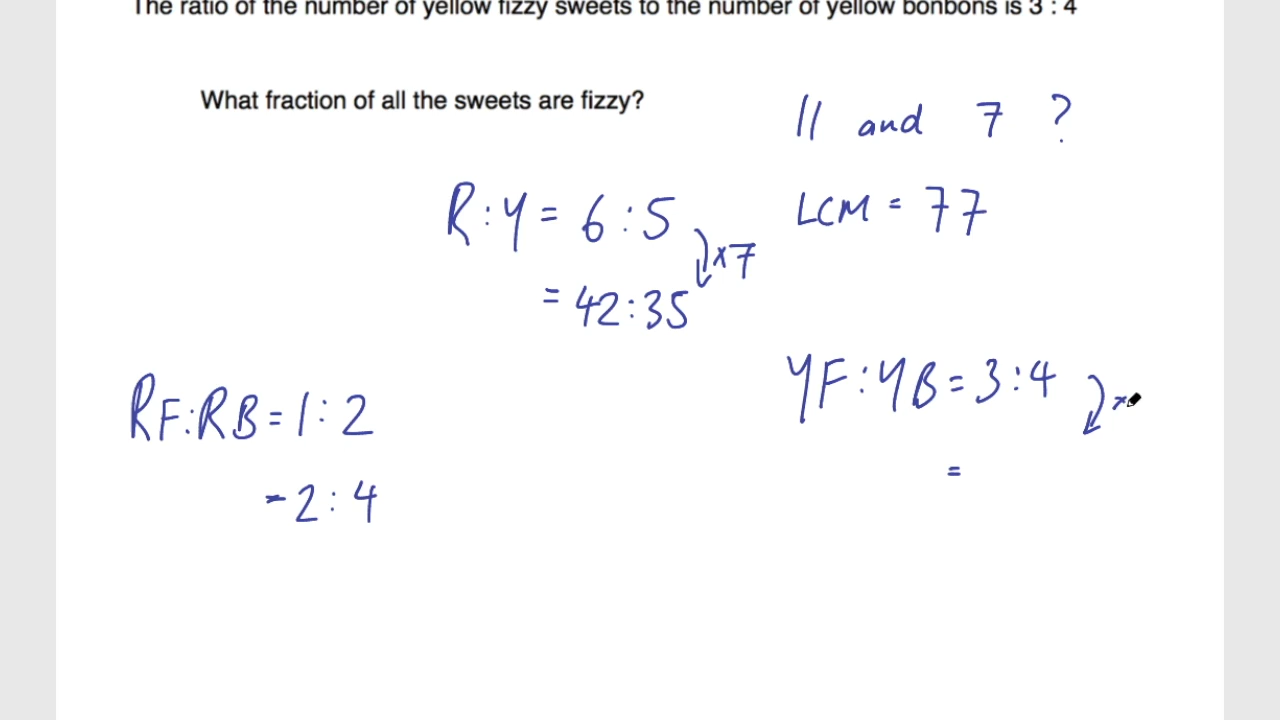 The ratio of the number of yellow fizzy sweets to the number of yellow bonbons is 3 : 4
What fraction of all the sweets are fizzy?
11 and 7 ?
LCM = 77
R:Y = 6:5
×7
= 42:35
RF:RB = 1:2
= 2:4
YF:YB = 3:4
×
=